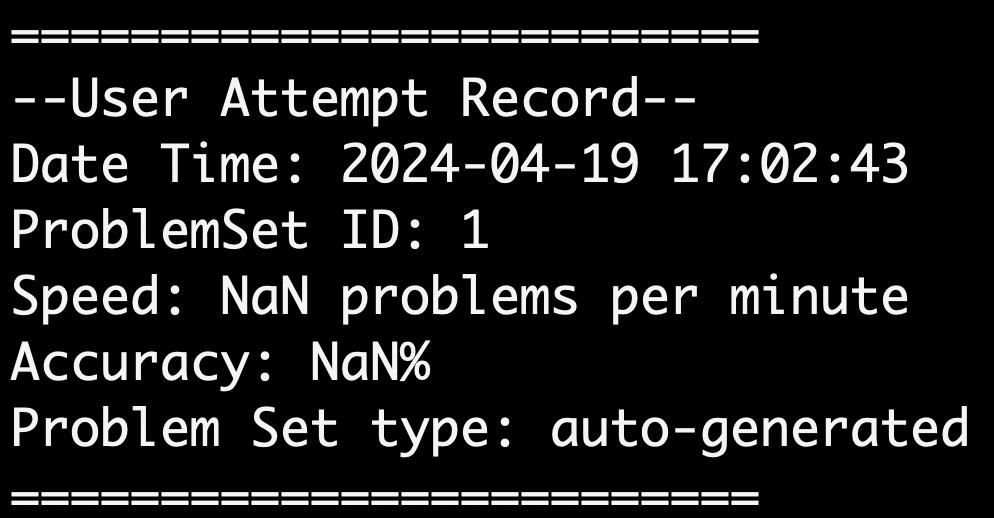 =========================
--User Attempt Record--
Date Time: 2024-04-19 17:02:43
ProblemSet ID: 1
Speed: NaN problems per minute
Accuracy: NaN%
Problem Set type: auto-generated
=========================